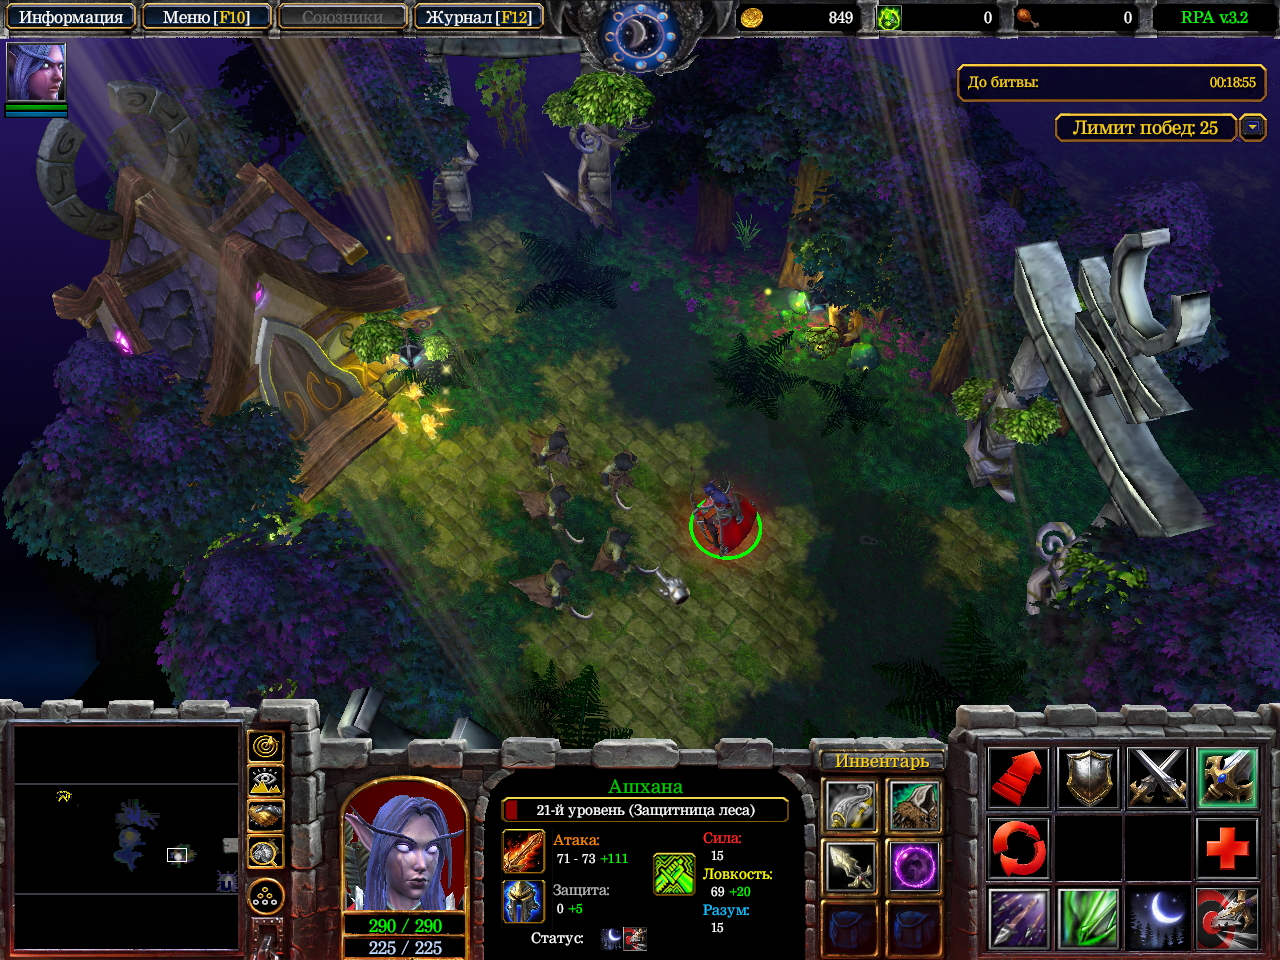 Информация
Меню [F10]
Союзники
Журнал [F12]
849
0
0
RPA v.3.2
До битвы:
00:18:55
Лимит побед: 25
Ашхана
21-й уровень (Защитница леса)
Атака:
71 - 73 +111
Защита:
0 +5
Статус:
Сила:
15
Ловкость:
69 +20
Разум:
15
290 / 290
225 / 225
Инвентарь